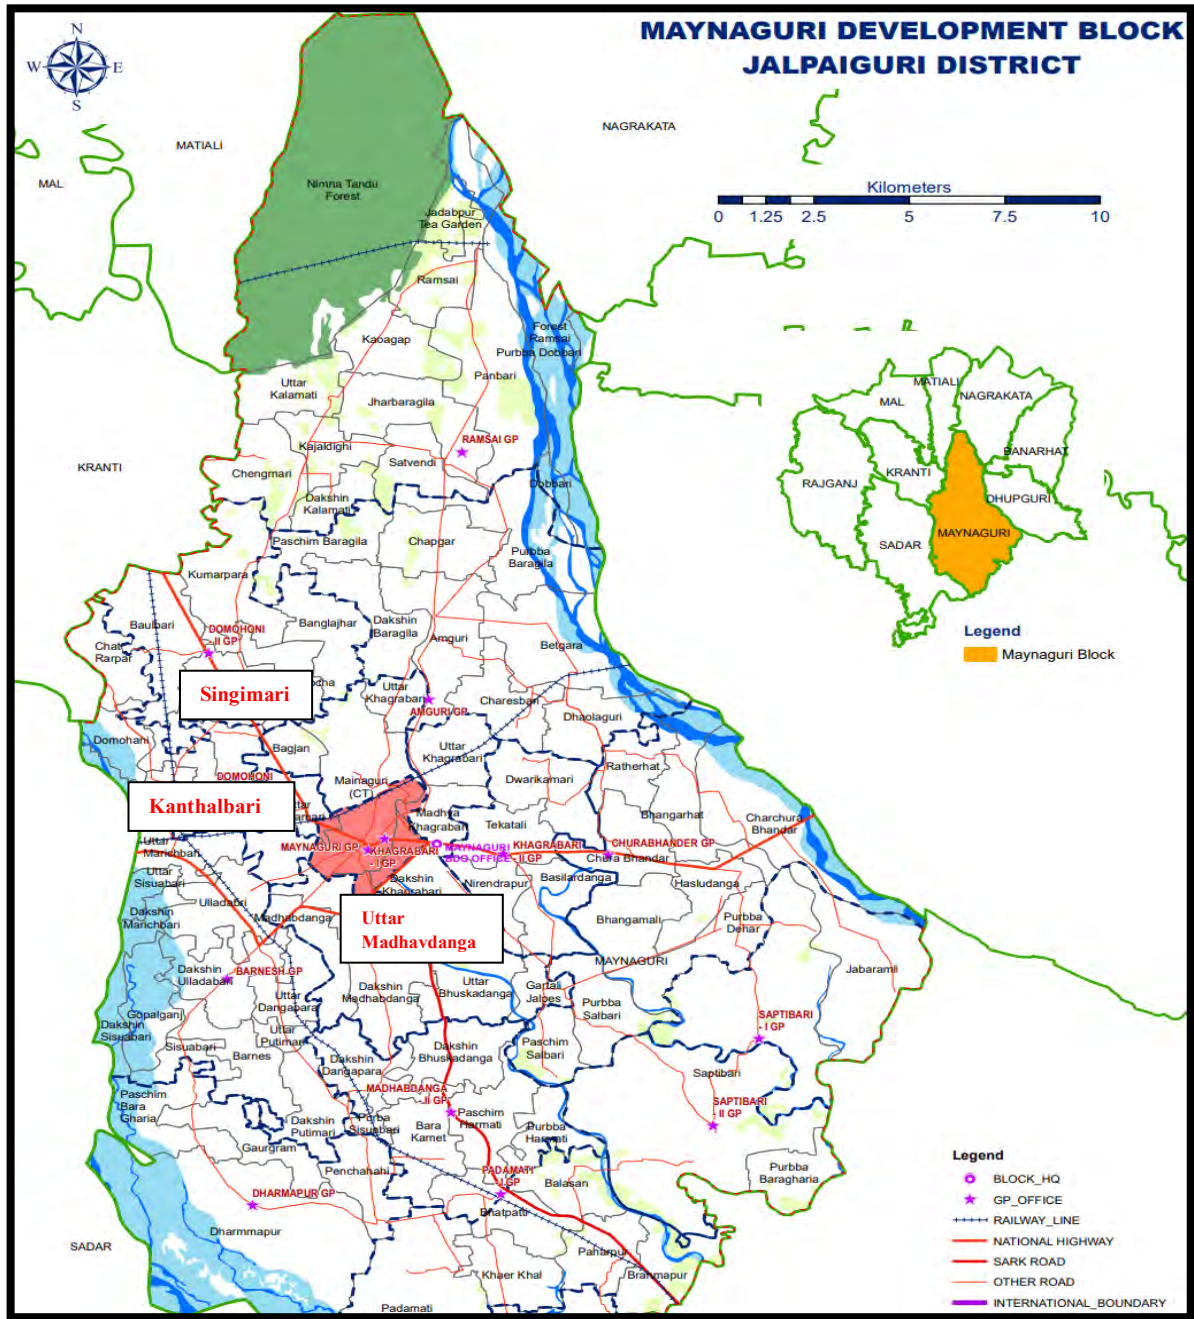 MAYNAGURI DEVELOPMENT BLOCK
JALPAIGURI DISTRICT
N
W
E
S
NAGRAKATA
MATIALI
MAL
Nimna Tandu
Forest
Kilometers
0 1.25 2.5 5 7.5 10
Jadabpur
Tea Garden
Ramsai
Forest
Ramsai
Purbba Dobbari
Kaoagap
Panbari
Uttar
Kalamati
Jharbaragila
RAMSAI GP
Kajaldighi
Satvendi
KRANTI
Chengmari
Dobbari
Dakshin
Kalamati
Paschim Baragila
Chapgar
Purbba
Baragila
Kumarpara
Baulbari
Banglajhar
Dakshin
Baragila
DOMOHONI
- II GP
Amguri
Betgara
Chat
Rarpar
Singimari
Uttar
Khagrabari
AMGURI GP
Charesbari
Dhaolaguri
Domohani
Bagjan
Uttar
Khagrabari
Ratherhat
DOMOHONI
Mainaguri
(CT)
Dwarikamari
Kanthalbari
Madhya
Khagrabari
Tekatali
Bhangarhat
Charchura
Bhandar
Uttar
Marichbari
MAYNAGURI GP
KHAGRABARI
- I GP
MAYNAGURI
BDO OFFICE
KHAGRABARI
- II GP
CHURABHANDER GP
Chura Bhandar
Uttar
Sisuabari
Dakshin
Khagrabari
Nirendrapur
Basilardanga
Hasludanga
Ulladabri
Dakshin
Marichbari
Madhabdanga
Uttar
Madhavdanga
Bhangamali
Purbba
Dehar
MAYNAGURI
Jabaramli
Dakshin
Ulladabari
BARNESH GP
Dakshin
Madhabdanga
Uttar
Bhuskadanga
Gartali
Jalpes
Uttar
Dangapara
Purbba
Salbari
Gopalganj
Dakshin
Sisuabari
Uttar
Putimari
SAPTIBARI
- I GP
Sisuabari
Barnes
Dakshin
Dangapara
Dakshin
Bhuskadanga
Paschim
Salbari
Saptibari
MADHABDANGA
- II GP
Paschim
Bara
Gharia
SAPTIBARI
- II GP
Dakshin
Putimari
Purba
Sisuabari
Bara
Kamet
Paschim
Harmati
Purbba
Harmati
Gaurgram
Penchahahi
PADAMATI
- I GP
Balasan
Purbba
Baragharia
DHARMAPUR GP
Bhatpatti
Dharmmapur
SADAR
Paharpur
Khaer Khal
Brahmapur
Padamati
MATIALI
MAL
NAGRAKATA
BANARHAT
KRANTI
RAJGANJ
DHUPGURI
MAYNAGURI
SADAR
Legend
Maynaguri Block
Legend
BLOCK_HQ
GP_OFFICE
RAILWAY_LINE
NATIONAL HIGHWAY
SARK ROAD
OTHER ROAD
INTERNATIONAL_BOUNDARY